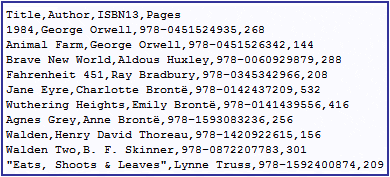 Title,Author,ISBN13,Pages
1984,George Orwell,978-0451524935,268
Animal Farm,George Orwell,978-0451526342,144
Brave New World,Aldous Huxley,978-0060929879,288
Fahrenheit 451,Ray Bradbury,978-0345342966,208
Jane Eyre,Charlotte Brontë,978-0142437209,532
Wuthering Heights,Emily Brontë,978-0141439556,416
Agnes Grey,Anne Brontë,978-1593083236,256
Walden,Henry David Thoreau,978-1420922615,156
Walden Two,B. F. Skinner,978-0872207783,301
"Eats, Shoots & Leaves",Lynne Truss,978-1592400874,209